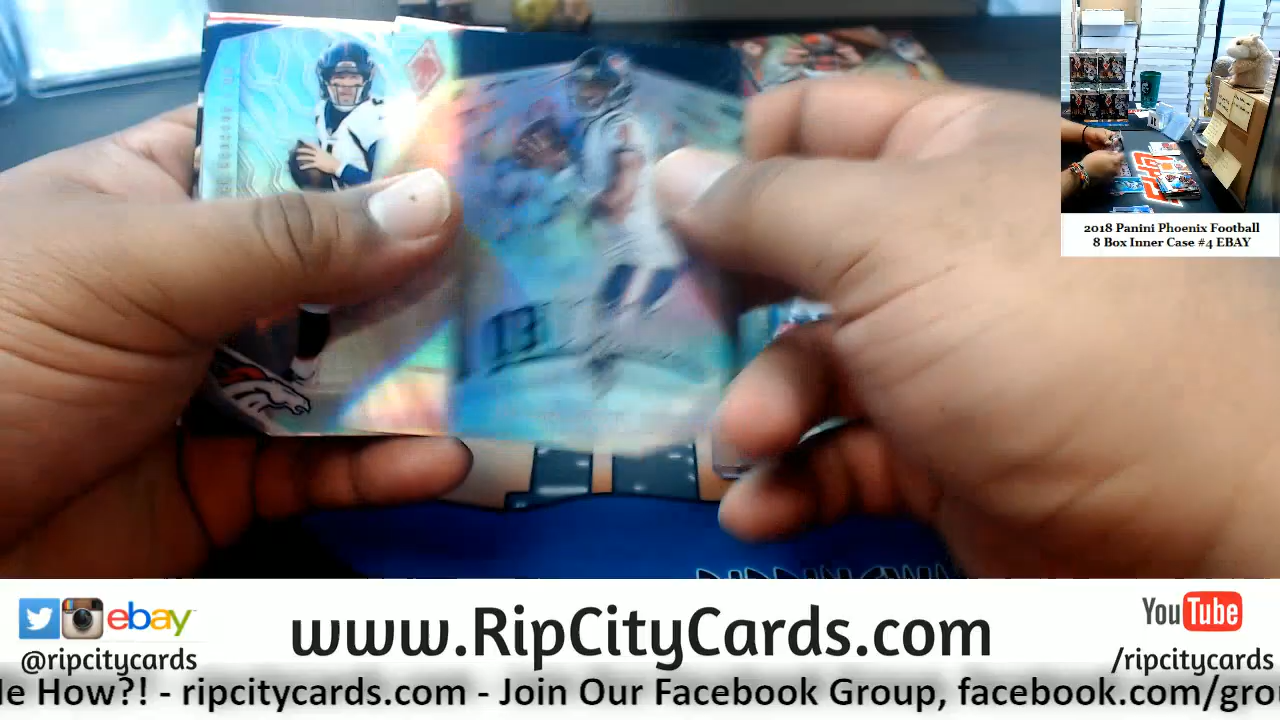 2018 Panini Phoenix Football
8 Box Inner Case #4 EBAY
13
ebay
www.RipCityCards.com
YouTube
@ripcitycards
/ripcitycards
le How?! - ripcitycards.com - Join Our Facebook Group, facebook.com/grou